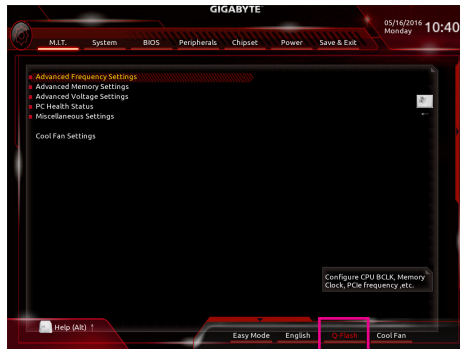 GIGABYTE
05/16/2016 Monday 10:40
M.I.T. System BIOS Peripherals Chipset Power Save & Exit
Advanced Frequency Settings
Advanced Memory Settings
Advanced Voltage Settings
PC Health Status
Miscellaneous Settings
Cool Fan Settings
Configure CPU BCLK, Memory
Clock, PCIe frequency ,etc.
Help (Alt)
Easy Mode English Q-Flash Cool Fan